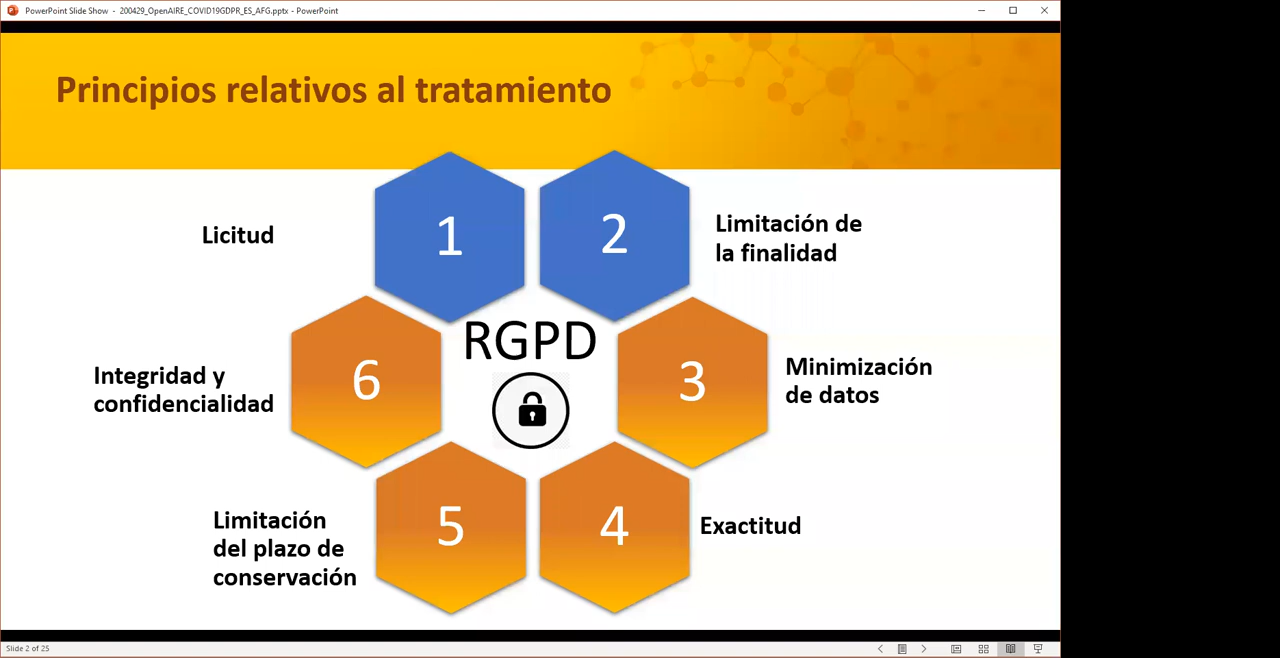 PowerPoint Slide Show - 200429_OpenAIRE_COVID19GDPR_ES_AFG.pptx - PowerPoint
Principios relativos al tratamiento
1
Licitud
2
Limitación de
la finalidad
RGPD
3
Minimización
de datos
4
Exactitud
5
Limitación
del plazo de
conservación
6
Integridad y
confidencialidad
Slide 2 of 25